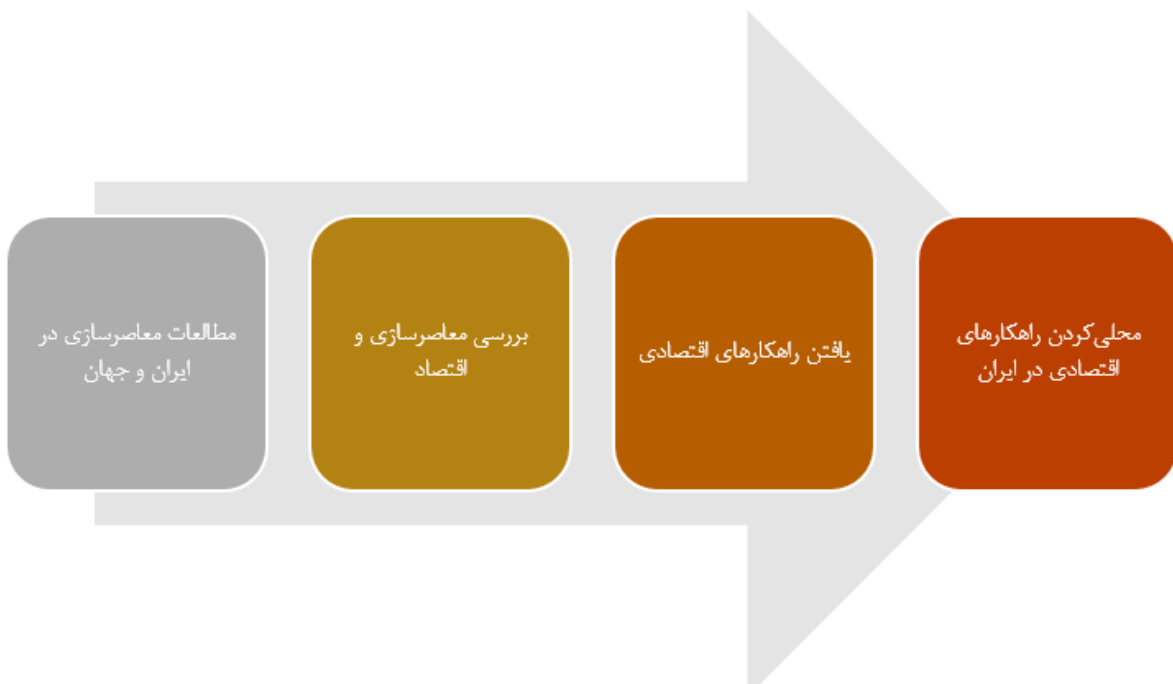 مطالعات معاصرسازی در
ایران و جهان
بررسی معاصرسازی و
اقتصاد
یافتن راهکارهای اقتصادی
محلی‌کردن راهکارهای
اقتصادی در ایران